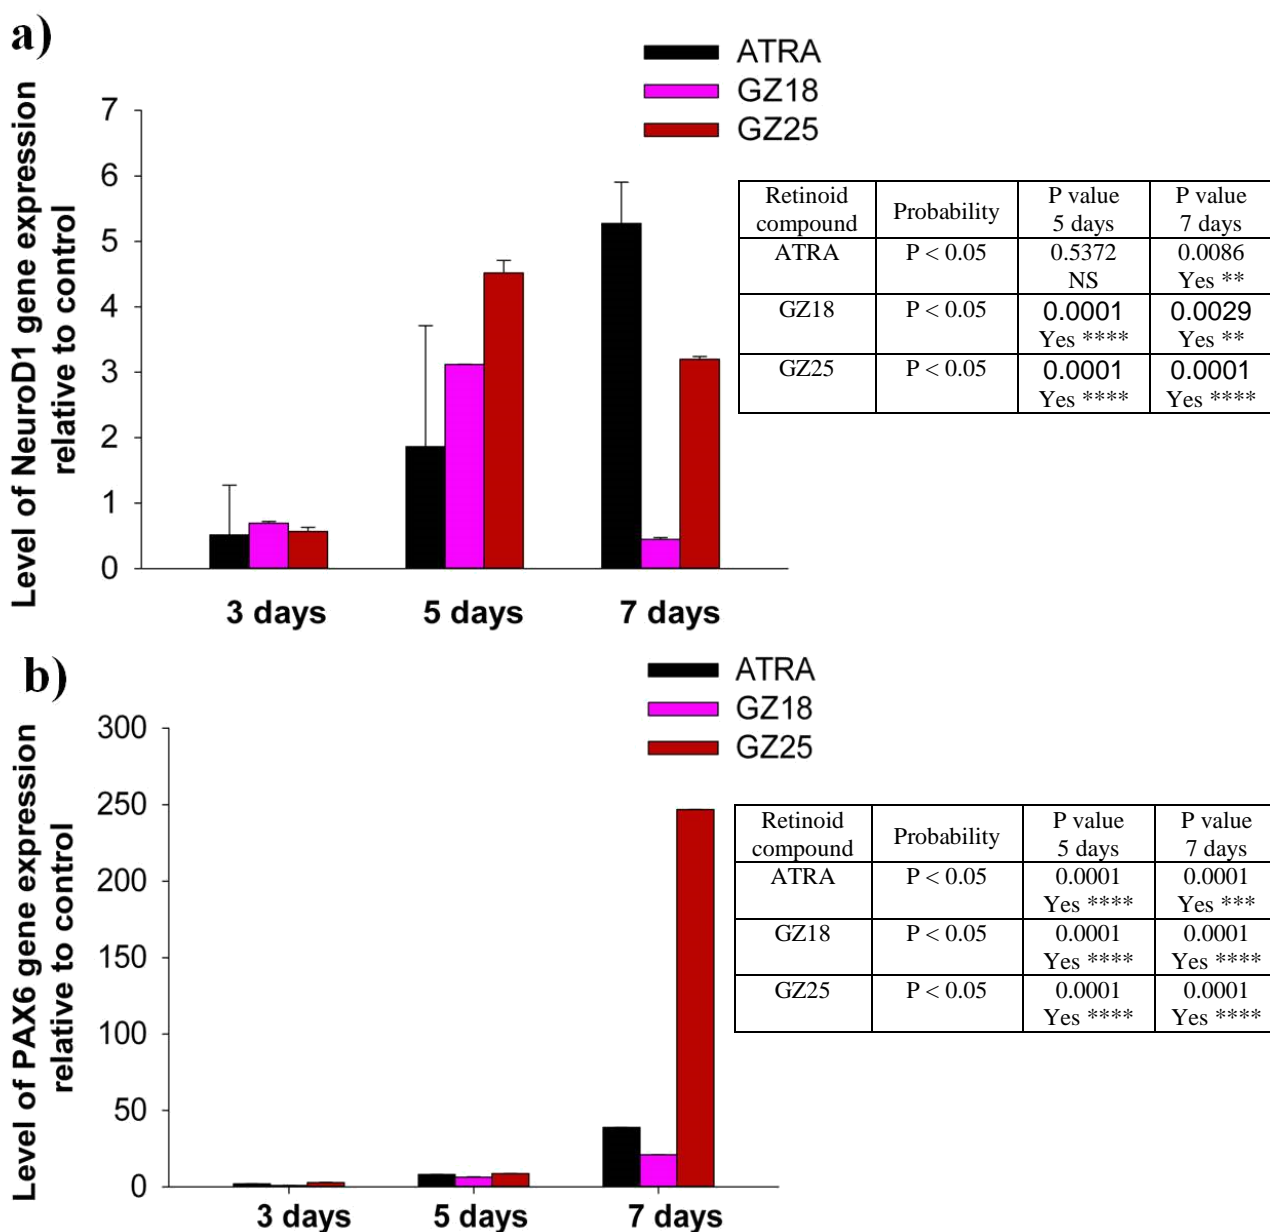 a)
ATRA
GZ18
GZ25
Level of NeuroD1 gene expression
relative to control
7
6
5
4
3
2
1
0
3 days
5 days
7 days
Retinoid compound
Probability
P value 5 days
P value 7 days
ATRA
P < 0.05
0.5372
NS
0.0086
Yes **
GZ18
P < 0.05
0.0001
Yes ****
0.0029
Yes **
GZ25
P < 0.05
0.0001
Yes ****
0.0001
Yes ****
b)
ATRA
GZ18
GZ25
Level of PAX6 gene expression
relative to control
300
250
200
150
100
50
0
3 days
5 days
7 days
Retinoid compound
Probability
P value 5 days
P value 7 days
ATRA
P < 0.05
0.0001
Yes ****
0.0001
Yes ***
GZ18
P < 0.05
0.0001
Yes ****
0.0001
Yes ****
GZ25
P < 0.05
0.0001
Yes ****
0.0001
Yes ****